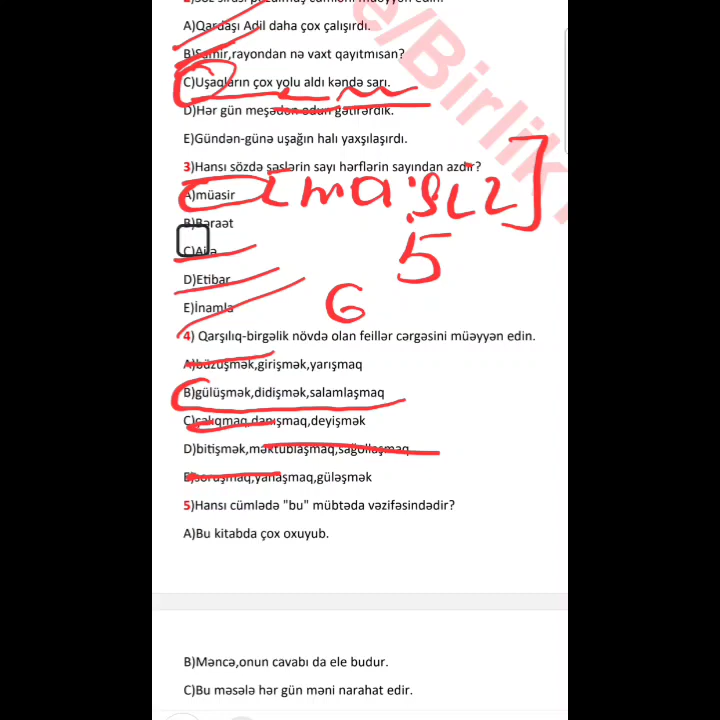 A)Qardaşı Adil daha çox çalışırdı.
B)Samir,rayondan nə vaxt qayıtmısan?
C)Uşaqların çox yolu aldı kəndə sarı.
D)Hər gün meşədən odun gətirərdik.
E)Gündən-günə uşağın halı yaxşılaşırdı.
3)Hansı sözdə səslərin sayı hərflərin sayından azdır?
A)müasir
B)Bəraət
C)Ailə
D)Etibar
E)İnamla
5
6
4) Qarşılıq-birgəlik növdə olan feillər cərgəsini müəyyən edin.
A)büzüşmək,girişmək,yarışmaq
B)gülüşmək,didişmək,salamlaşmaq
danışmaq,deyişmək
D)bitişmək,məktublaşmaq,sağollaşmaq
E)soruşmaq,yanaşmaq,güləşmək
5)Hansı cümlədə "bu" mübtəda vəzifəsindədir?
A)Bu kitabda çox oxuyub.
B)Məncə,onun cavabı da ele budur.
C)Bu məsələ hər gün məni narahat edir.
e/Birlik